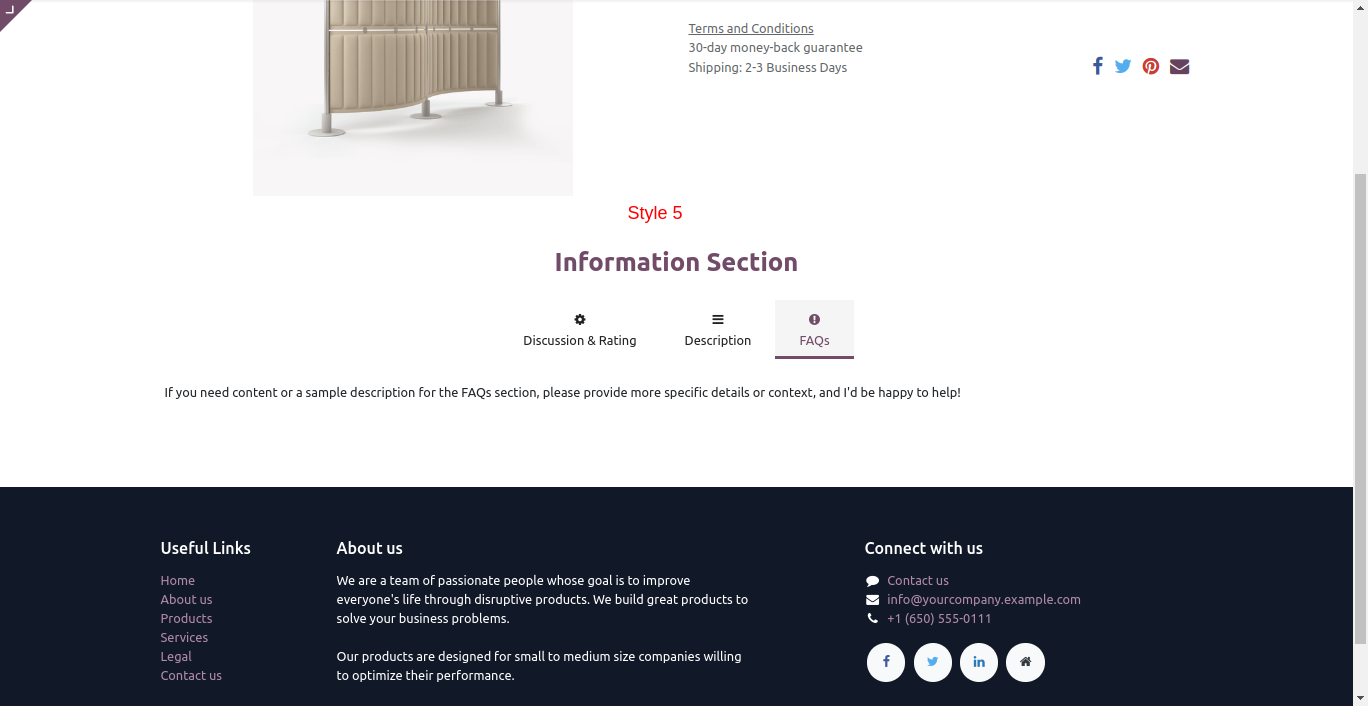 Terms and Conditions
30-day money-back guarantee
Shipping: 2-3 Business Days
Style 5
Information Section
Discussion & Rating
Description
FAQs
If you need content or a sample description for the FAQs section, please provide more specific details or context, and I'd be happy to help!
Useful Links
Home
About us
Products
Services
Legal
Contact us
About us
We are a team of passionate people whose goal is to improve
everyone's life through disruptive products. We build great products to
solve your business problems.
Our products are designed for small to medium size companies willing
to optimize their performance.
Connect with us
Contact us
info@yourcompany.example.com
+1 (650) 555-0111